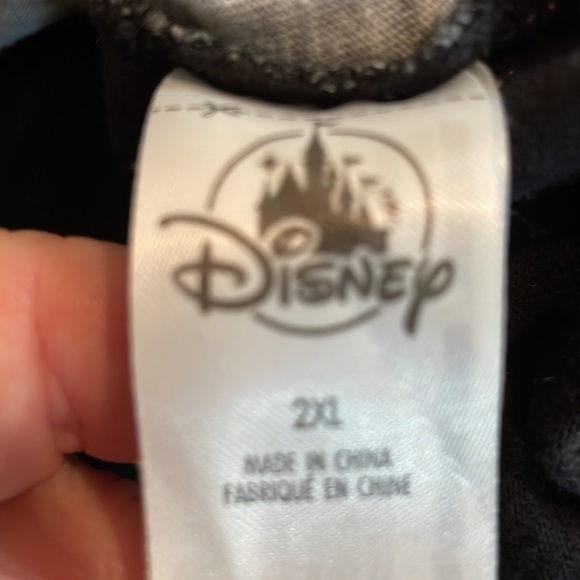 Disney
2XL
MADE IN CHINA
FABRIQUÉ EN CHINE